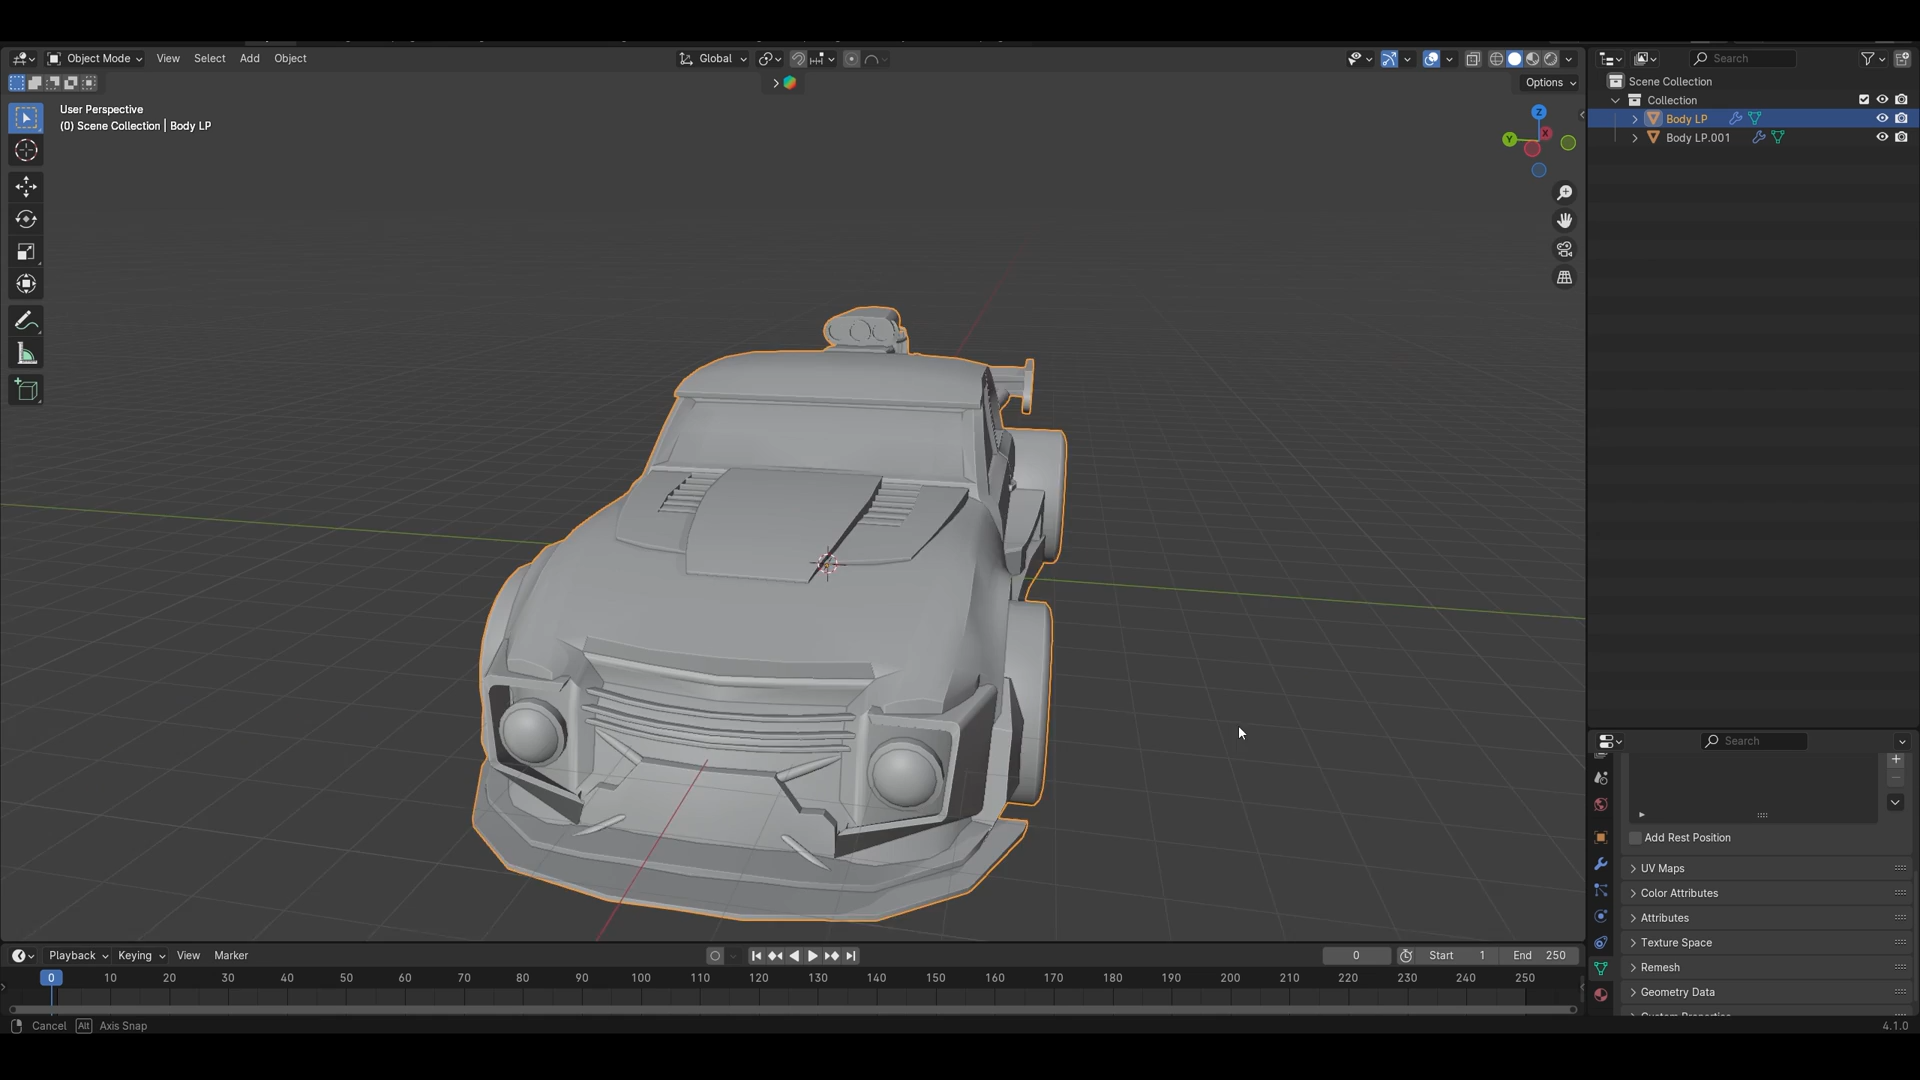 Object Mode View Select Add Object Global
Search
Options
User Perspective
(0) Scene Collection | Body LP
Z
Y
X
Scene Collection
Collection
Body LP
Body LP.001
Search
Add Rest Position
UV Maps
Color Attributes
Attributes
Texture Space
Remesh
Geometry Data
Playback Keying View Marker 0 Start 1 End 250
0 10 20 30 40 50 60 70 80 90 100 110 120 130 140 150 160 170 180 190 200 210 220 230 240 250
Cancel Alt Axis Snap
4.1.0